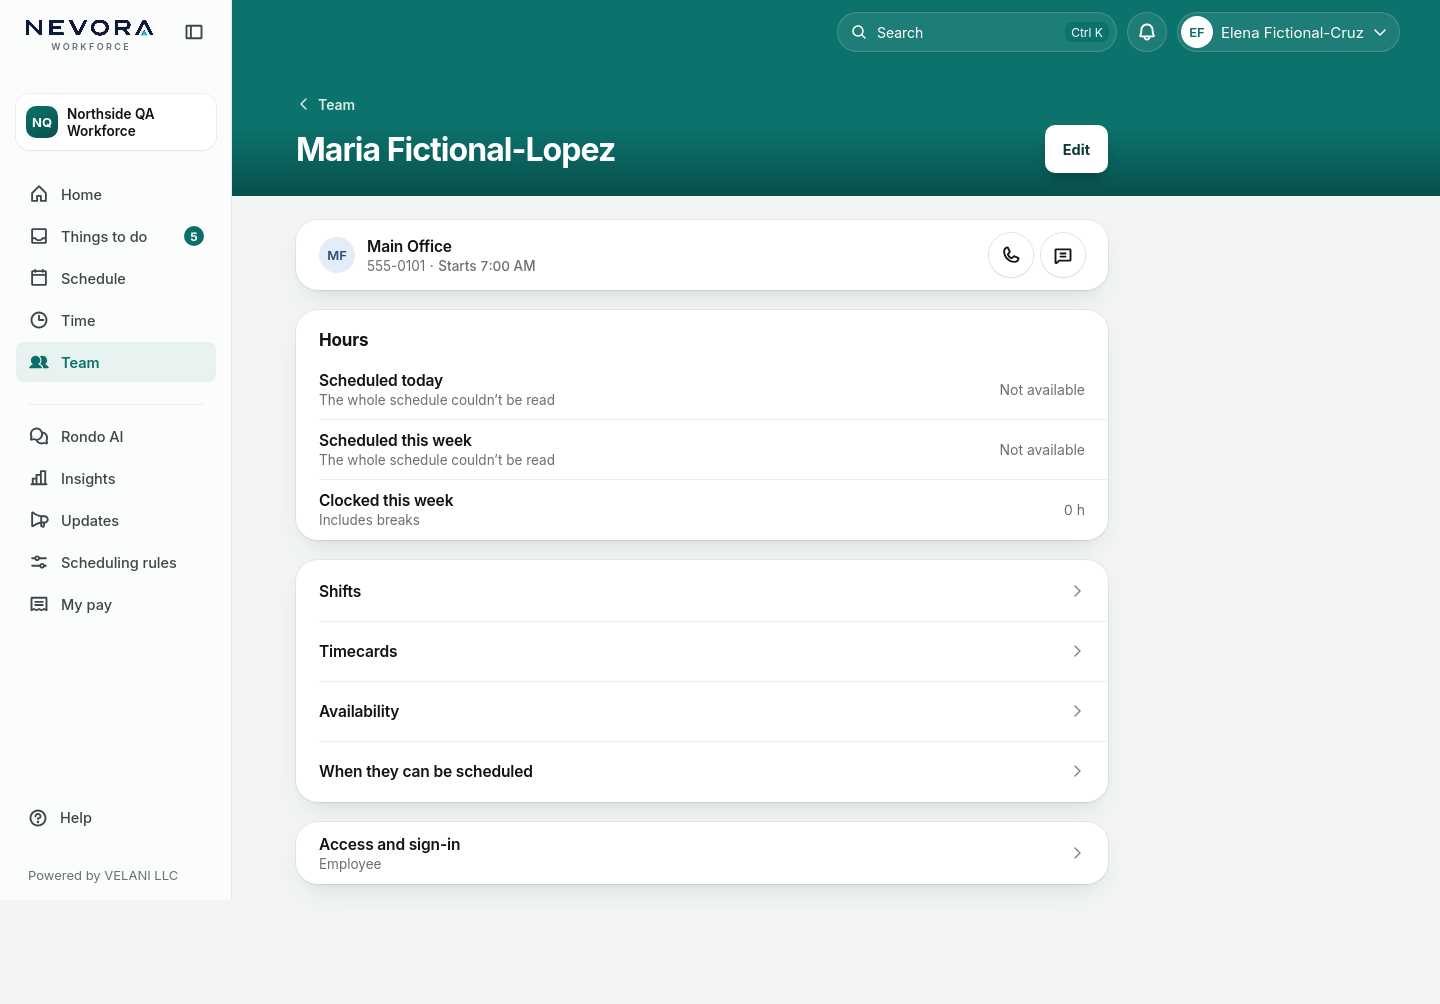 NEVORA
WORKFORCE
Search
Ctrl K
EF
Elena Fictional-Cruz
NQ
Northside QA
Workforce
Home
Things to do
5
Schedule
Time
Team
Rondo AI
Insights
Updates
Scheduling rules
My pay
Help
Powered by VELANI LLC
Team
Maria Fictional-Lopez
Edit
MF
Main Office
555-0101 · Starts 7:00 AM
Hours
Scheduled today
The whole schedule couldn’t be read
Not available
Scheduled this week
The whole schedule couldn’t be read
Not available
Clocked this week
Includes breaks
0 h
Shifts
Timecards
Availability
When they can be scheduled
Access and sign-in
Employee